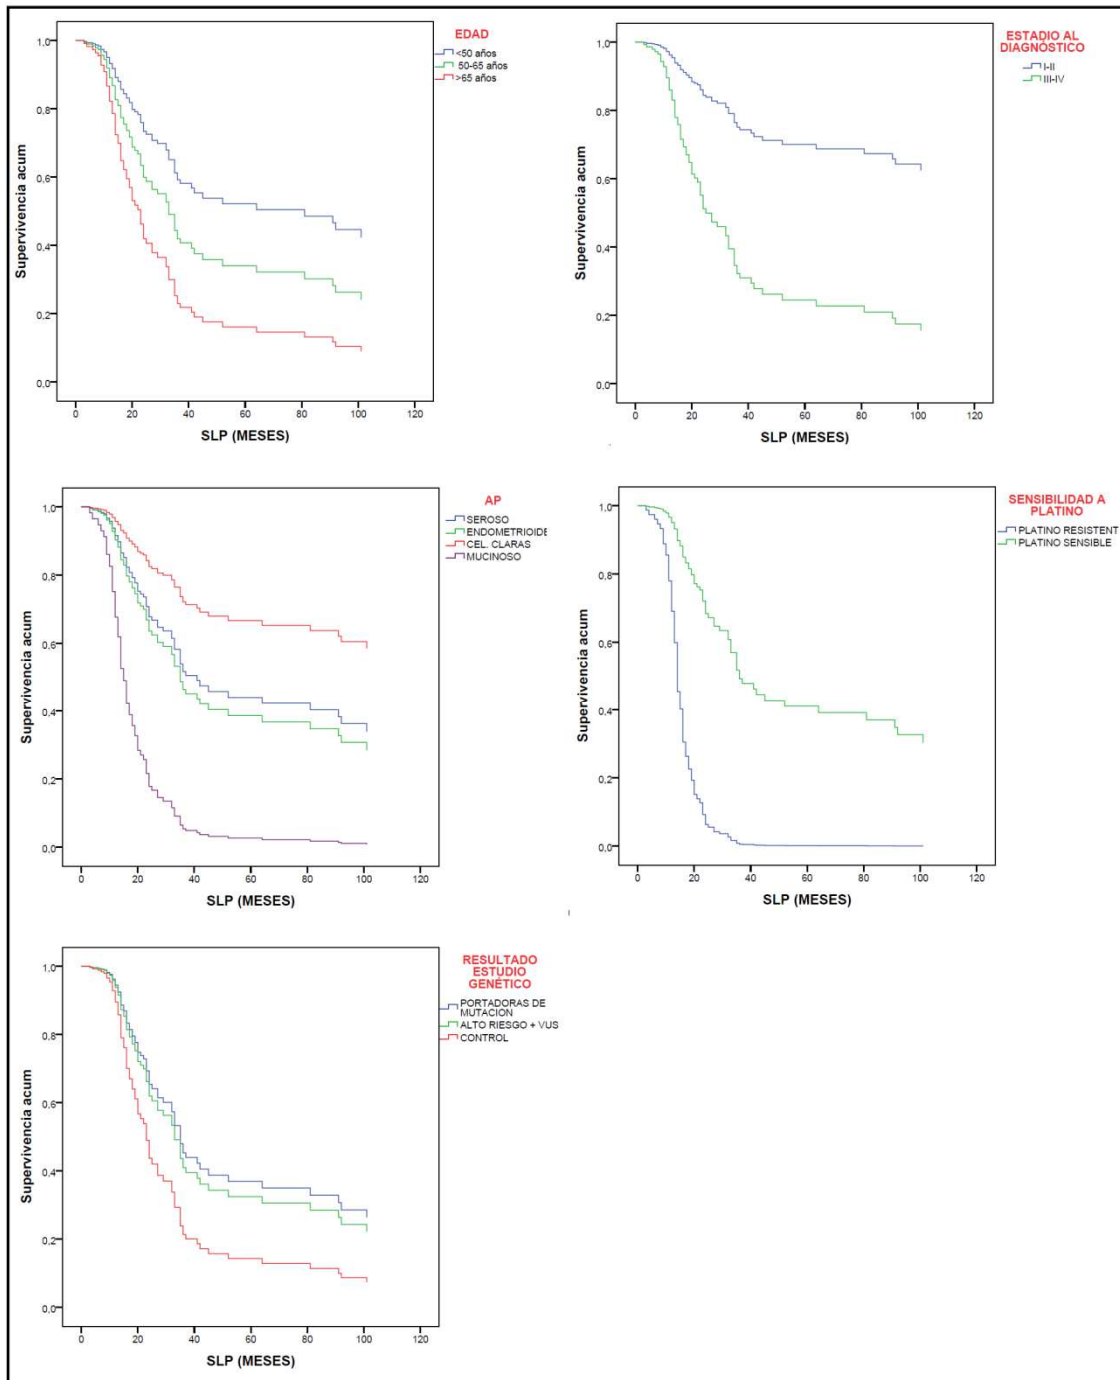 EDAD
<50 años
50-65 años
>65 años
1,0
0,8
0,6
0,4
0,2
0,0
Supervivencia acum
0 20 40 60 80 100 120
SLP (MESES)
ESTADIO AL
DIAGNÓSTICO
I-II
III-IV
1,0
0,8
0,6
0,4
0,2
0,0
Supervivencia acum
0 20 40 60 80 100 120
SLP (MESES)
AP
SEROSO
ENDOMETRIOIDE
CEL. CLARAS
MUCINOSO
1,0
0,8
0,6
0,4
0,2
0,0
Supervivencia acum
0 20 40 60 80 100 120
SLP (MESES)
SENSIBILIDAD A
PLATINO
PLATINO RESISTENT
PLATINO SENSIBLE
1,0
0,8
0,6
0,4
0,2
0,0
Supervivencia acum
0 20 40 60 80 100 120
SLP (MESES)
RESULTADO
ESTUDIO
GENÉTICO
PORTADORAS DE
MUTACION
ALTO RIESGO + VUS
CONTROL
1,0
0,8
0,6
0,4
0,2
0,0
Supervivencia acum
0 20 40 60 80 100 120
SLP (MESES)